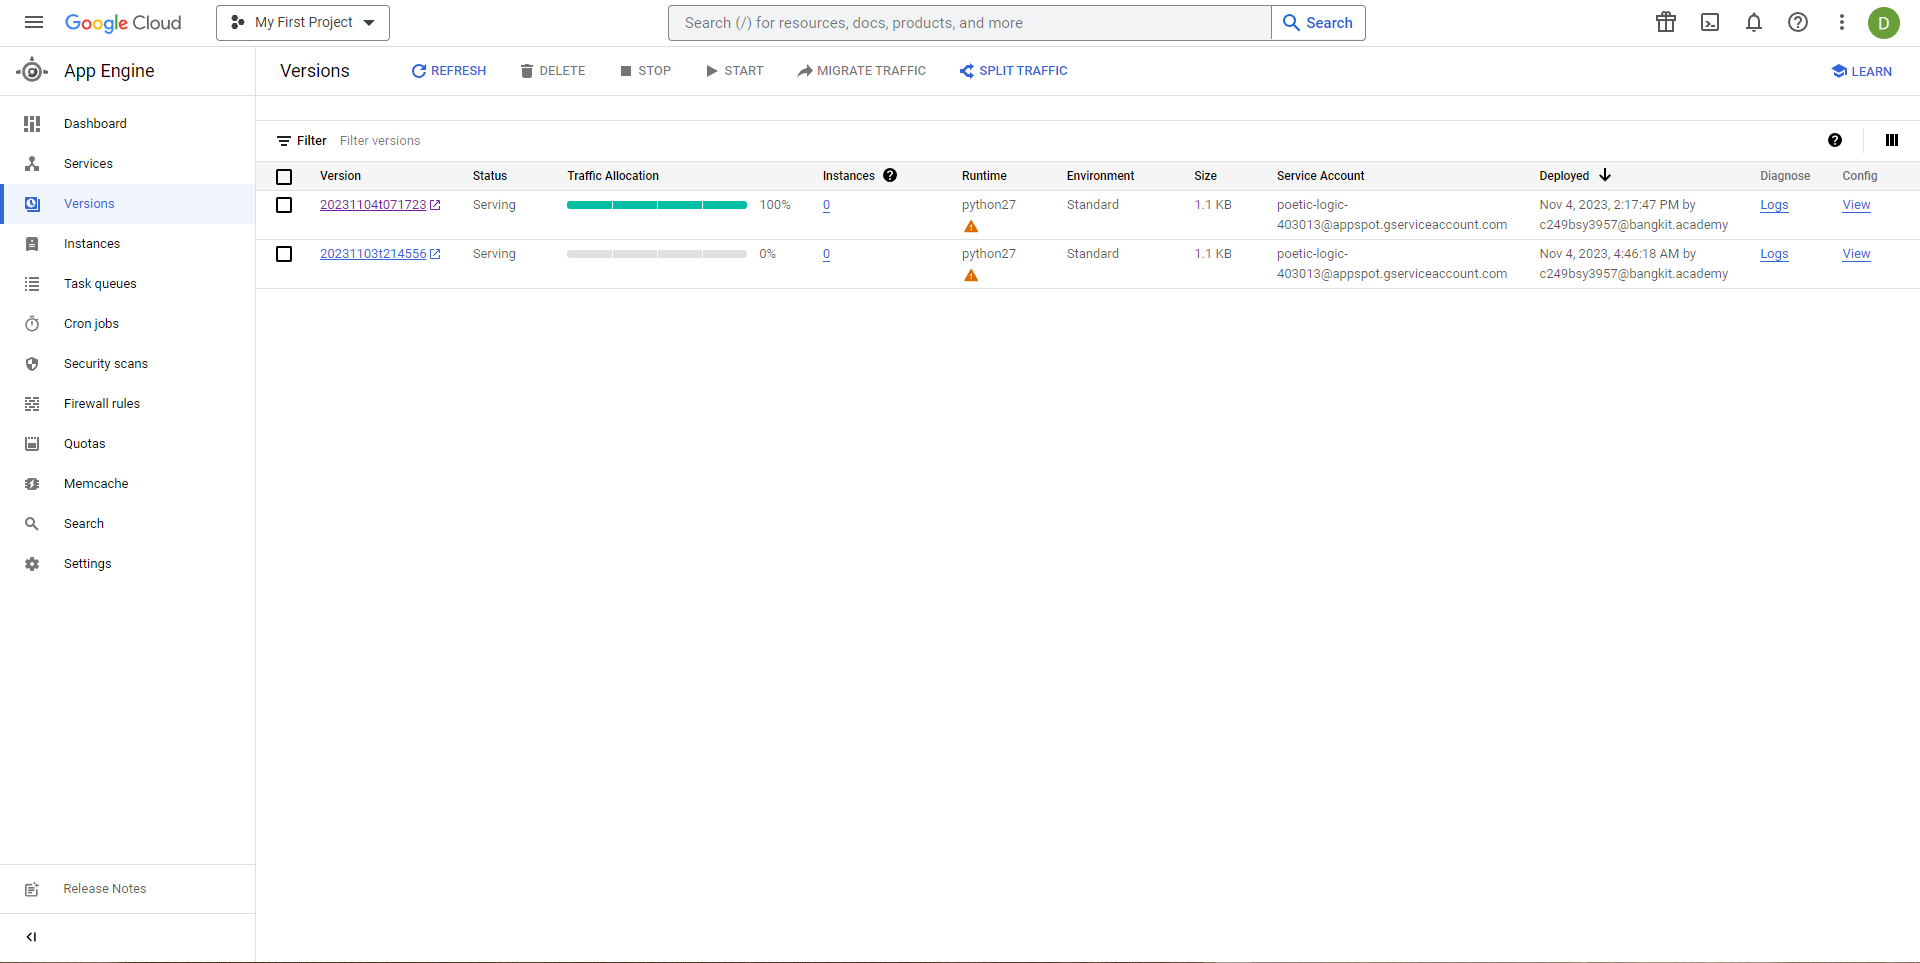 Google Cloud
My First Project
Search (/) for resources, docs, products, and more
Search
D
App Engine
Versions
REFRESH
DELETE
STOP
START
MIGRATE TRAFFIC
SPLIT TRAFFIC
LEARN
Dashboard
Services
Versions
Instances
Task queues
Cron jobs
Security scans
Firewall rules
Quotas
Memcache
Search
Settings
Release Notes
Filter Filter versions
Version Status Traffic Allocation Instances Runtime Environment Size Service Account Deployed Diagnose Config
20231104t071723 Serving 100% 0 python27 Standard 1.1 KB poetic-logic- Nov 4, 2023, 2:17:47 PM by Logs View
403013@appspot.gserviceaccount.com c249bsy3957@bangkit.academy
20231103t214556 Serving 0% 0 python27 Standard 1.1 KB poetic-logic- Nov 4, 2023, 4:46:18 AM by Logs View
403013@appspot.gserviceaccount.com c249bsy3957@bangkit.academy